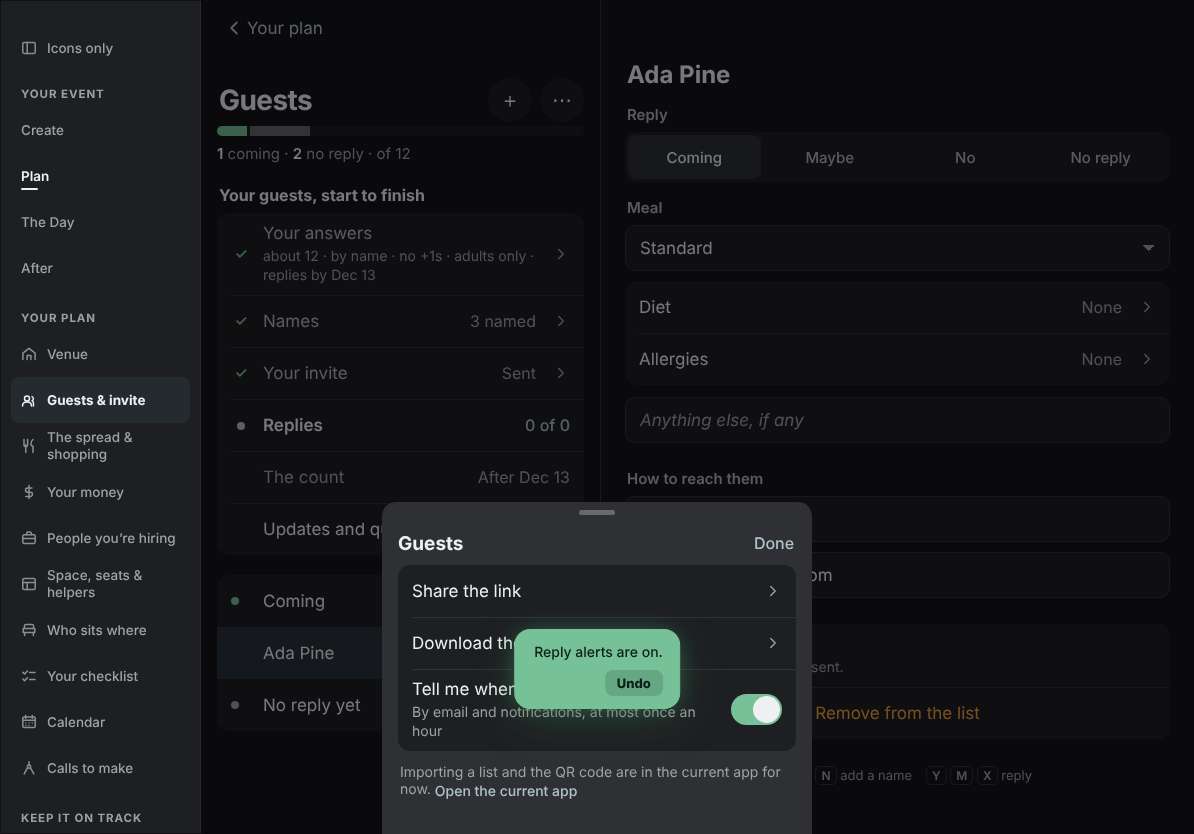 Icons only
YOUR EVENT
Create
Plan
The Day
After
YOUR PLAN
Venue
Guests & invite
The spread &
shopping
Your money
People you're hiring
Space, seats &
helpers
Who sits where
Your checklist
Calendar
Calls to make
KEEP IT ON TRACK
Your plan
Guests
1 coming · 2 no reply · of 12
Your guests, start to finish
Your answers
about 12 · by name · no +1s · adults only ·
replies by Dec 13
Names 3 named
Your invite Sent
Replies 0 of 0
The count After Dec 13
Updates and
Coming
Ada Pine
No reply yet
Ada Pine
Reply
Coming Maybe No No reply
Meal
Standard
Diet None
Allergies None
Anything else, if any
How to reach them
om
sent.
Remove from the list
N add a name Y M X reply
Guests Done
Share the link
Download
Tell me
By email and notifications, at most once an
hour
Reply alerts are on.
Undo
Importing a list and the QR code are in the current app for
now. Open the current app